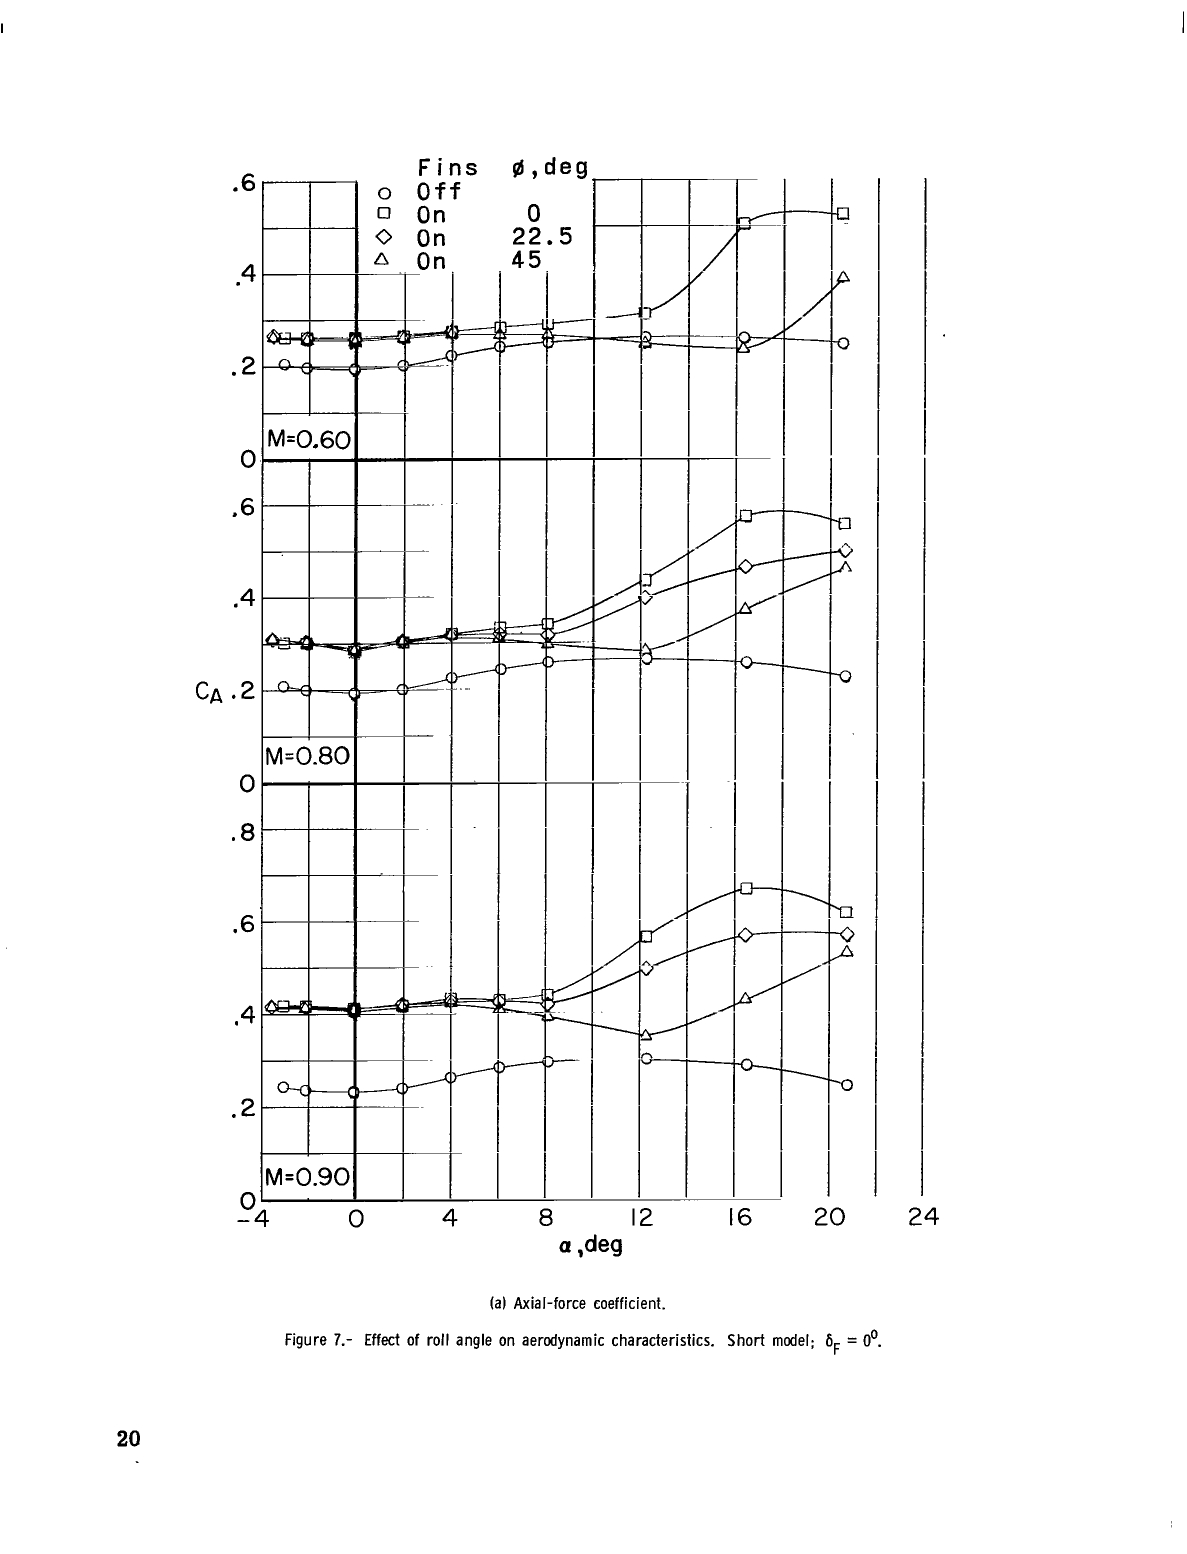 Fins ø,deg
Off
On 0
On 22.5
On 45
.6
.4
.2
0
M=0.60
.6
.4
CA .2
0
M=0.80
.8
.6
.4
.2
0
M=0.90
-4 0 4 8 12 16 20 24
α,deg
(a) Axial-force coefficient.
Figure 7.- Effect of roll angle on aerodynamic characteristics. Short model; δF = 0⁰.
20